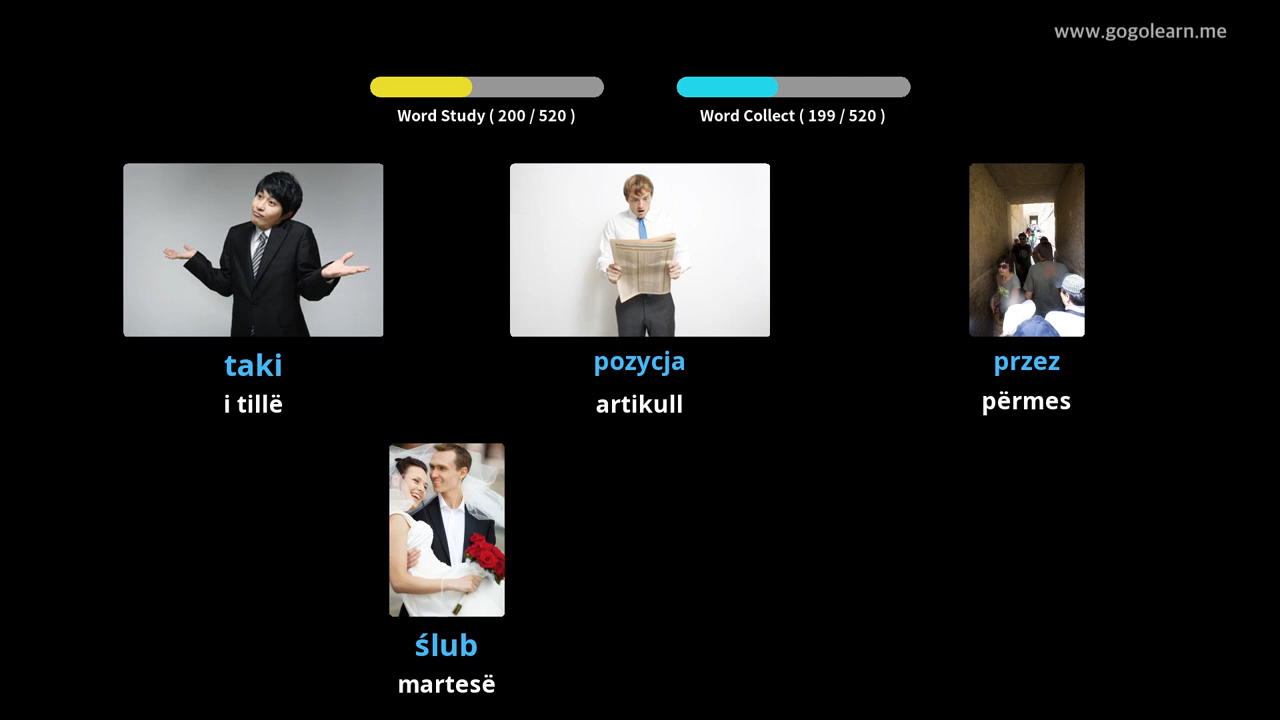 www.gogolearn.me
Word Study ( 200 / 520 )
Word Collect ( 199 / 520 )
taki
i tillë
pozycja
artikull
przez
përmes
ślub
martesë